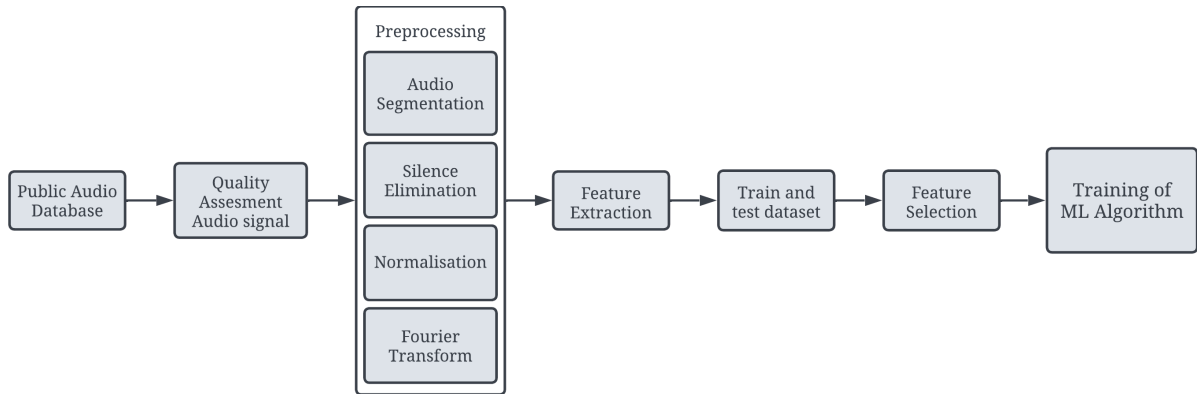 Public Audio
Database
Quality
Assesment
Audio signal
Preprocessing
Audio
Segmentation
Silence
Elimination
Normalisation
Fourier
Transform
Feature
Extraction
Train and
test dataset
Feature
Selection
Training of
ML Algorithm